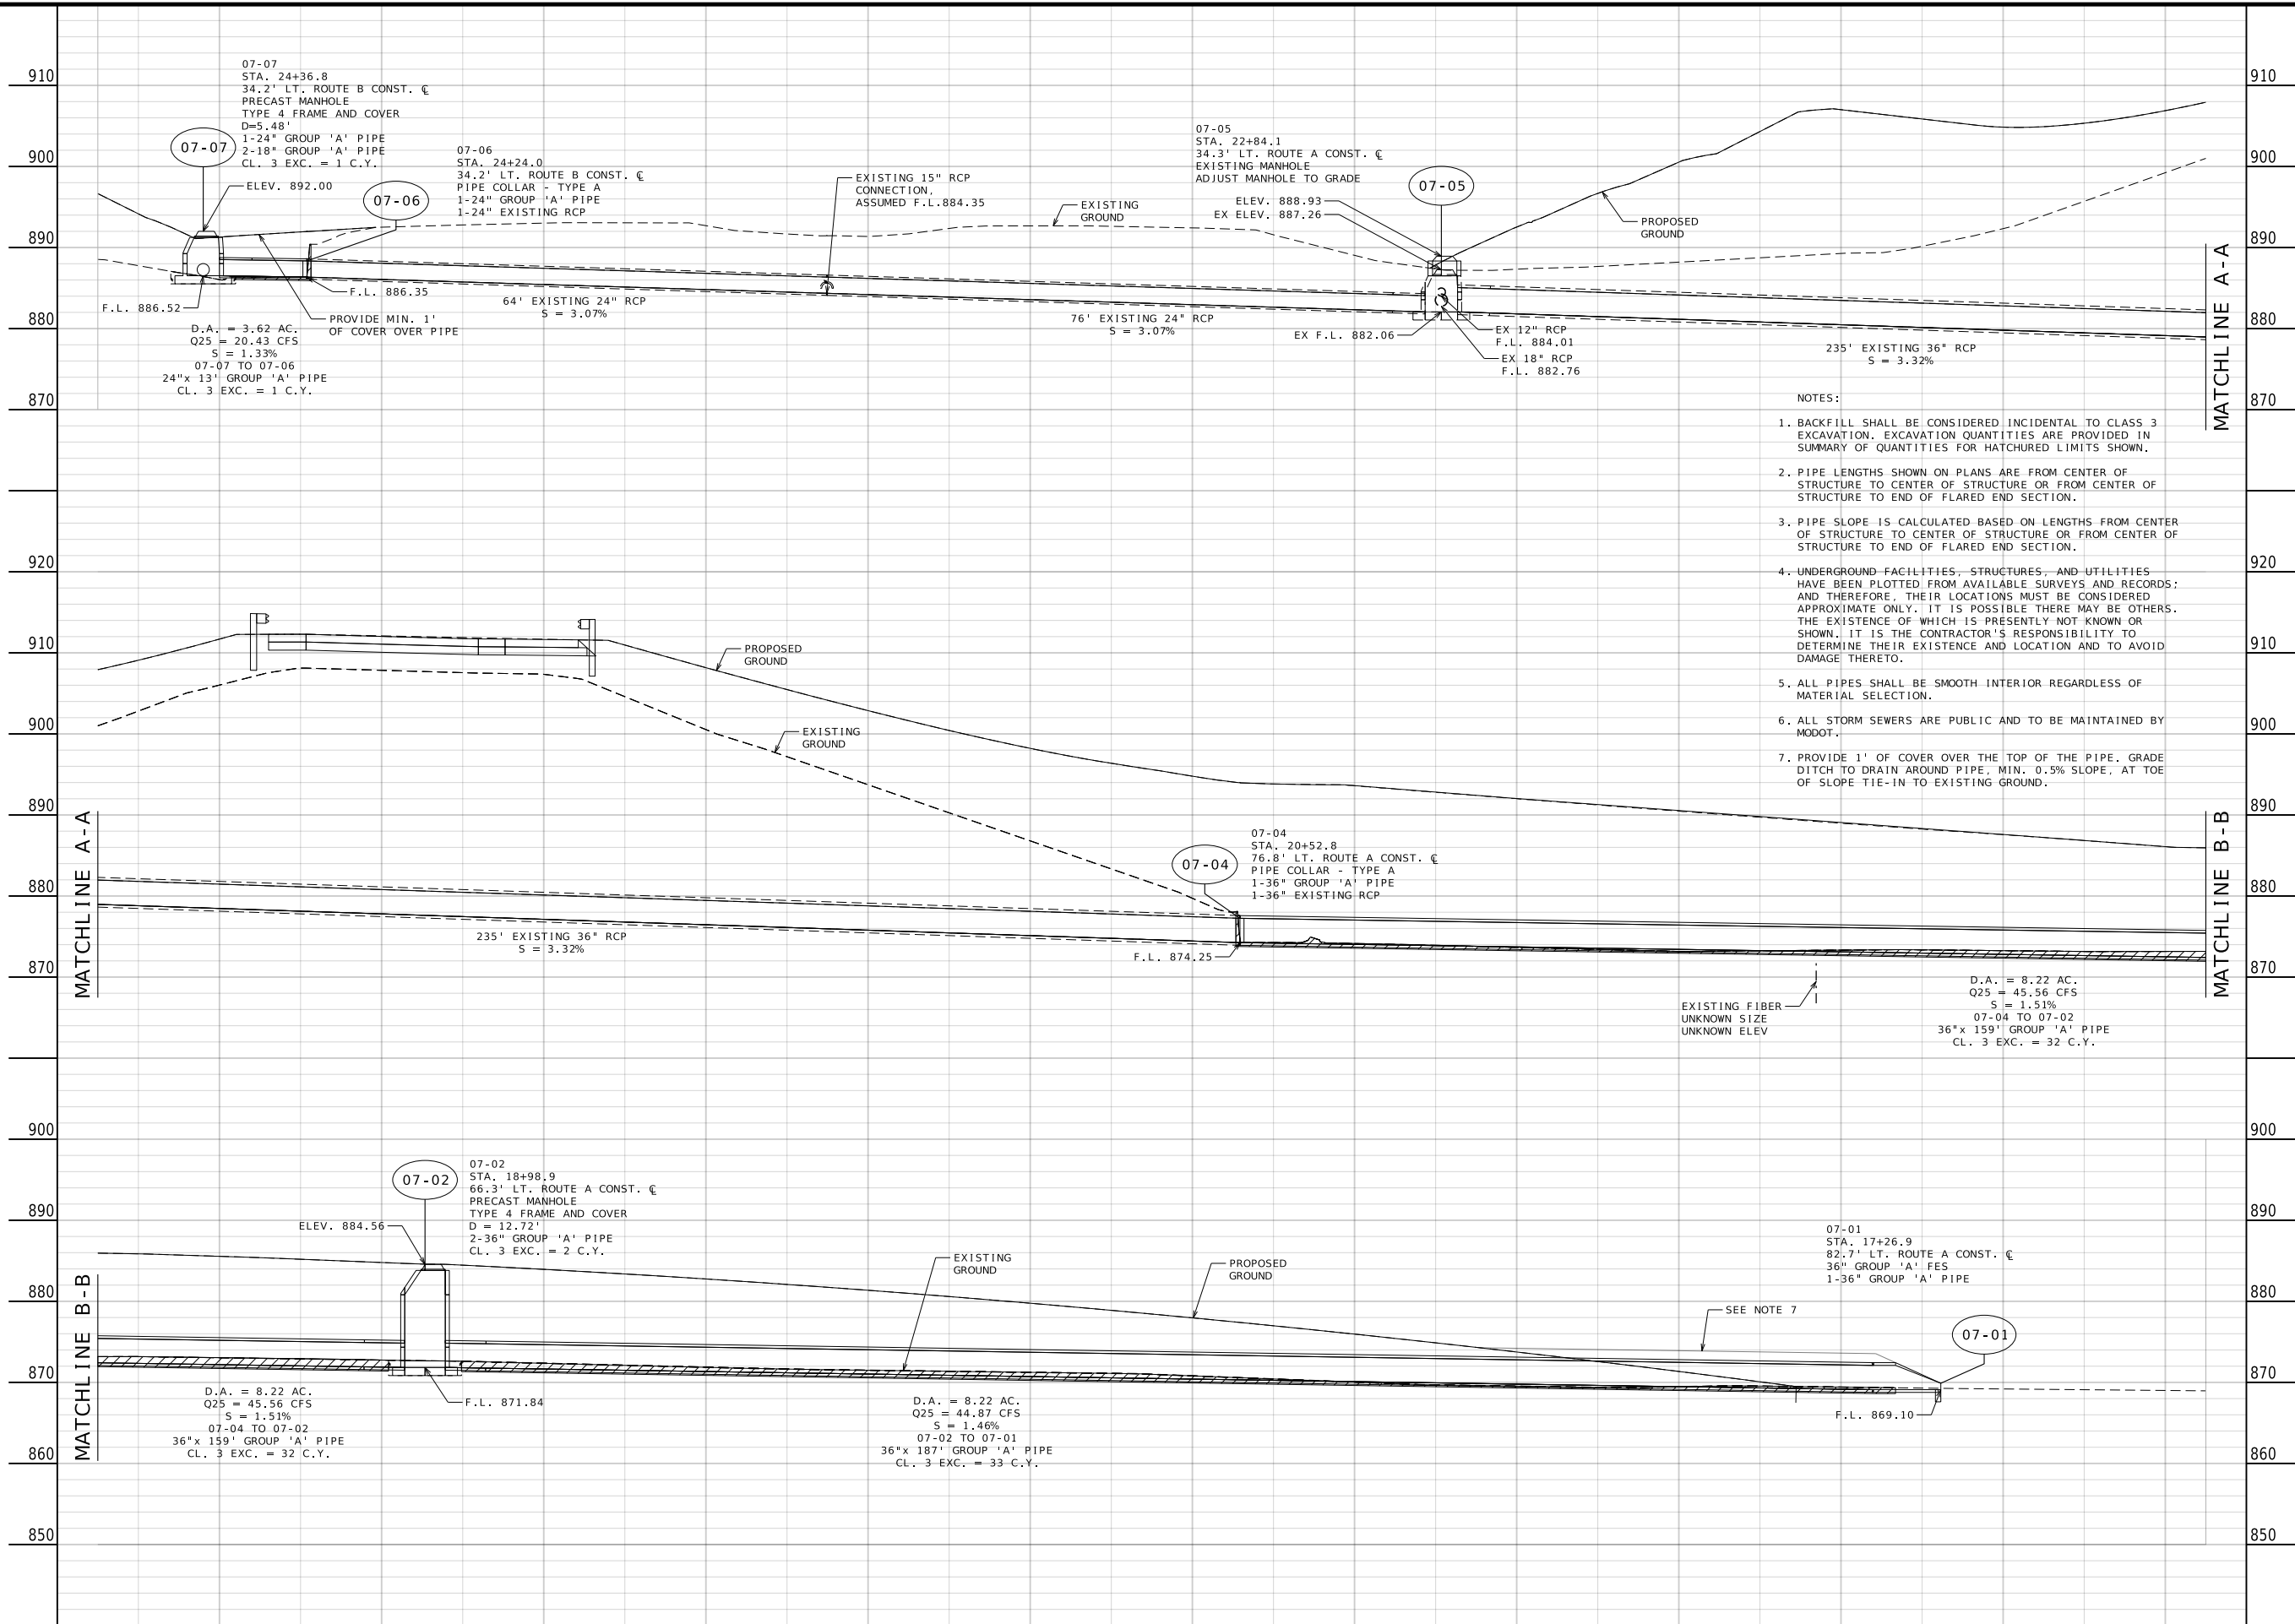 910
900
890
880
870
920
910
900
890
880
870
900
890
880
870
860
850
07-07
STA. 24+36.8
34.2' LT. ROUTE B CONST. ℄
PRECAST MANHOLE
TYPE 4 FRAME AND COVER
D=5.48'
1-24" GROUP 'A' PIPE
2-18" GROUP 'A' PIPE
CL. 3 EXC. = 1 C.Y.
07-07
ELEV. 892.00
07-06
STA. 24+24.0
34.2' LT. ROUTE B CONST. ℄
PIPE COLLAR - TYPE A
1-24" GROUP 'A' PIPE
1-24" EXISTING RCP
07-06
F.L. 886.52
F.L. 886.35
PROVIDE MIN. 1'
OF COVER OVER PIPE
D.A. = 3.62 AC.
Q25 = 20.43 CFS
S = 1.33%
07-07 TO 07-06
24"x 13' GROUP 'A' PIPE
CL. 3 EXC. = 1 C.Y.
64' EXISTING 24" RCP
S = 3.07%
EXISTING 15" RCP
CONNECTION,
ASSUMED F.L.884.35
EXISTING
GROUND
76' EXISTING 24" RCP
S = 3.07%
07-05
STA. 22+84.1
34.3' LT. ROUTE A CONST. ℄
EXISTING MANHOLE
ADJUST MANHOLE TO GRADE
07-05
ELEV. 888.93
EX ELEV. 887.26
EX F.L. 882.06
EX 12" RCP
F.L. 884.01
EX 18" RCP
F.L. 882.76
PROPOSED
GROUND
235' EXISTING 36" RCP
S = 3.32%
MATCHLINE A-A
NOTES:
1. BACKFILL SHALL BE CONSIDERED INCIDENTAL TO CLASS 3
EXCAVATION. EXCAVATION QUANTITIES ARE PROVIDED IN
SUMMARY OF QUANTITIES FOR HATCHURED LIMITS SHOWN.
2. PIPE LENGTHS SHOWN ON PLANS ARE FROM CENTER OF
STRUCTURE TO CENTER OF STRUCTURE OR FROM CENTER OF
STRUCTURE TO END OF FLARED END SECTION.
3. PIPE SLOPE IS CALCULATED BASED ON LENGTHS FROM CENTER
OF STRUCTURE TO CENTER OF STRUCTURE OR FROM CENTER OF
STRUCTURE TO END OF FLARED END SECTION.
4. UNDERGROUND FACILITIES, STRUCTURES, AND UTILITIES
HAVE BEEN PLOTTED FROM AVAILABLE SURVEYS AND RECORDS;
AND THEREFORE, THEIR LOCATIONS MUST BE CONSIDERED
APPROXIMATE ONLY. IT IS POSSIBLE THERE MAY BE OTHERS.
THE EXISTENCE OF WHICH IS PRESENTLY NOT KNOWN OR
SHOWN. IT IS THE CONTRACTOR'S RESPONSIBILITY TO
DETERMINE THEIR EXISTENCE AND LOCATION AND TO AVOID
DAMAGE THERETO.
5. ALL PIPES SHALL BE SMOOTH INTERIOR REGARDLESS OF
MATERIAL SELECTION.
6. ALL STORM SEWERS ARE PUBLIC AND TO BE MAINTAINED BY
MODOT.
7. PROVIDE 1' OF COVER OVER THE TOP OF THE PIPE. GRADE
DITCH TO DRAIN AROUND PIPE, MIN. 0.5% SLOPE, AT TOE
OF SLOPE TIE-IN TO EXISTING GROUND.
MATCHLINE A-A
PROPOSED
GROUND
EXISTING
GROUND
235' EXISTING 36" RCP
S = 3.32%
07-04
STA. 20+52.8
76.8' LT. ROUTE A CONST. ℄
PIPE COLLAR - TYPE A
1-36" GROUP 'A' PIPE
1-36" EXISTING RCP
07-04
F.L. 874.25
EXISTING FIBER
UNKNOWN SIZE
UNKNOWN ELEV
D.A. = 8.22 AC.
Q25 = 45.56 CFS
S = 1.51%
07-04 TO 07-02
36"x 159' GROUP 'A' PIPE
CL. 3 EXC. = 32 C.Y.
MATCHLINE B-B
MATCHLINE B-B
07-02
STA. 18+98.9
66.3' LT. ROUTE A CONST. ℄
PRECAST MANHOLE
TYPE 4 FRAME AND COVER
D = 12.72'
2-36" GROUP 'A' PIPE
CL. 3 EXC. = 2 C.Y.
07-02
ELEV. 884.56
F.L. 871.84
D.A. = 8.22 AC.
Q25 = 45.56 CFS
S = 1.51%
07-04 TO 07-02
36"x 159' GROUP 'A' PIPE
CL. 3 EXC. = 32 C.Y.
EXISTING
GROUND
PROPOSED
GROUND
D.A. = 8.22 AC.
Q25 = 44.87 CFS
S = 1.46%
07-02 TO 07-01
36"x 187' GROUP 'A' PIPE
CL. 3 EXC. = 33 C.Y.
07-01
STA. 17+26.9
82.7' LT. ROUTE A CONST. ℄
36" GROUP 'A' FES
1-36" GROUP 'A' PIPE
SEE NOTE 7
07-01
F.L. 869.10
910
900
890
880
870
920
910
900
890
880
870
900
890
880
870
860
850